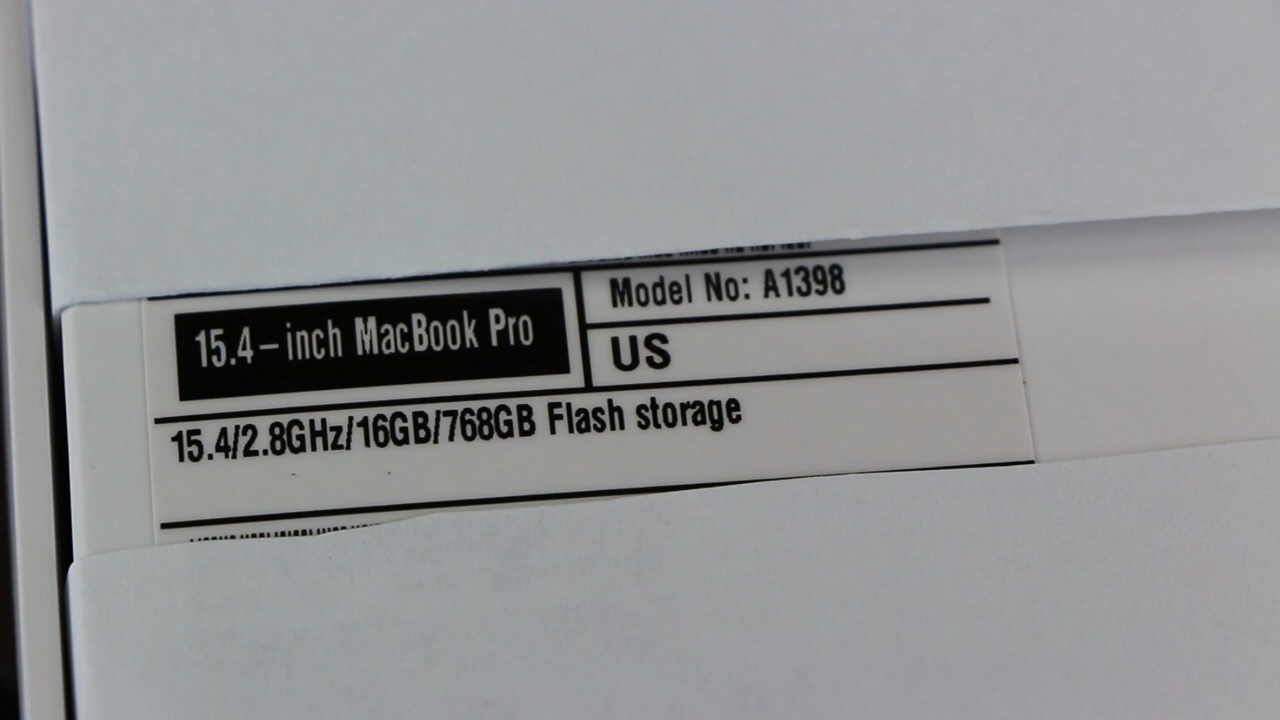 15.4-inch MacBook Pro
Model No: A1398
US
15.4/2.8GHz/16GB/768GB Flash storage